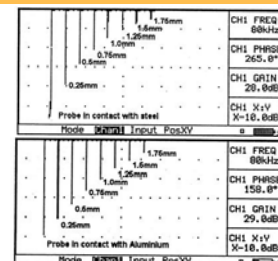 1.75mm
1.5mm
1.25mm
1.0mm
0.75mm
0.5mm
0.25mm
Probe in contact with steel
Mode Chan1 Input PosXY
CH1 FREQ
80kHz
CH1 PHASE
265.0°
CH1 GAIN
28.0dB
CH1 X:Y
X-10.0dB
1.75mm
1.5mm
1.25mm
1.0mm
0.75mm
0.5mm
0.25mm
Probe in contact with Aluminium
Mode Chan1 Input PosXY
CH1 FREQ
80kHz
CH1 PHASE
158.0°
CH1 GAIN
29.0dB
CH1 X:Y
X-10.0dB